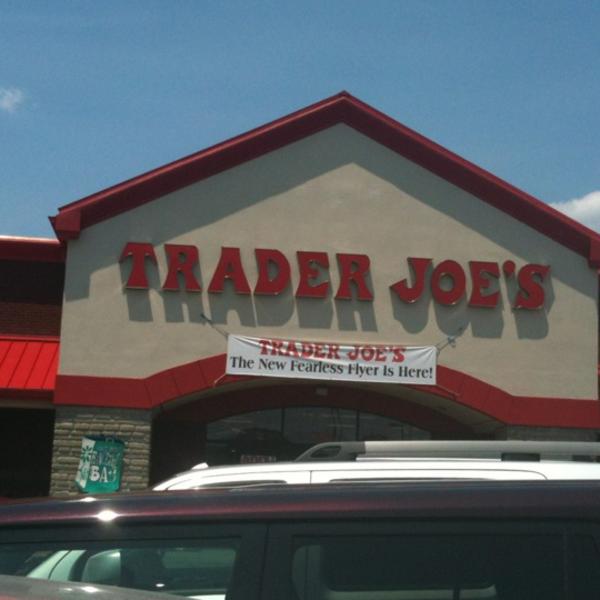 TRADER JOE'S
TRADER JOE'S
The New Fearless Flyer Is Here!